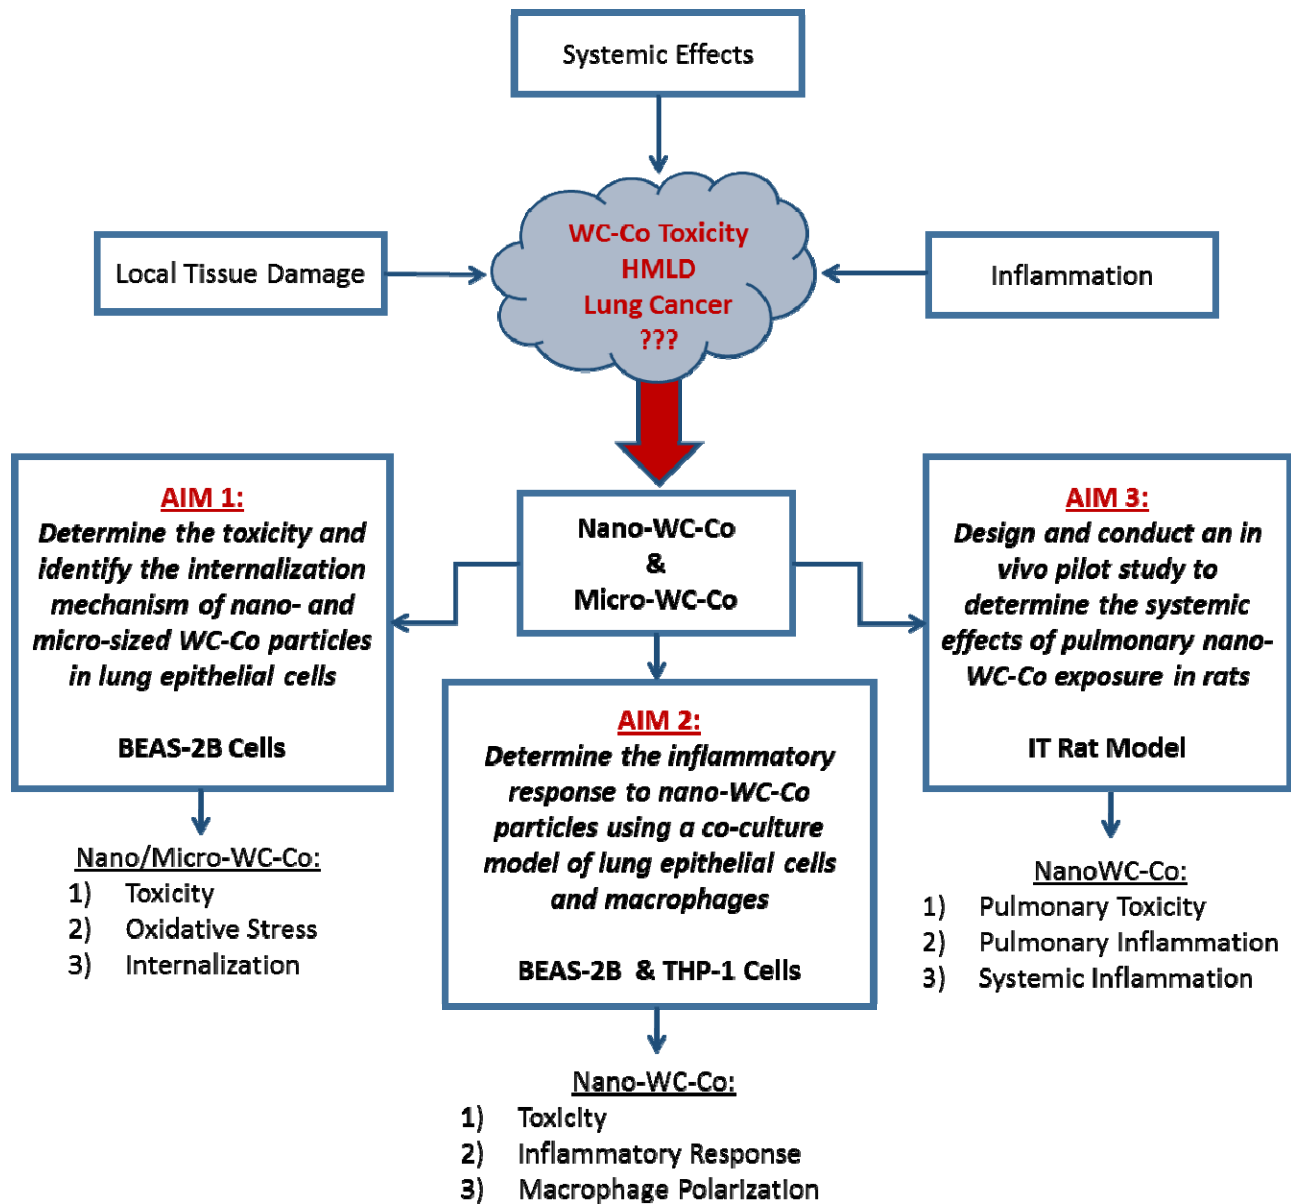 Systemic Effects
WC-Co Toxicity
HMLD
Lung Cancer
???
Local Tissue Damage
Inflammation
Nano-WC-Co
&
Micro-WC-Co
AIM 1:
Determine the toxicity and
identify the internalization
mechanism of nano- and
micro-sized WC-Co particles
in lung epithelial cells
BEAS-2B Cells
Nano/Micro-WC-Co:
1) Toxicity
2) Oxidative Stress
3) Internalization
AIM 2:
Determine the inflammatory
response to nano-WC-Co
particles using a co-culture
model of lung epithelial cells
and macrophages
BEAS-2B & THP-1 Cells
Nano-WC-Co:
1) Toxicity
2) Inflammatory Response
3) Macrophage Polarization
AIM 3:
Design and conduct an in
vivo pilot study to
determine the systemic
effects of pulmonary nano-
WC-Co exposure in rats
IT Rat Model
NanoWC-Co:
1) Pulmonary Toxicity
2) Pulmonary Inflammation
3) Systemic Inflammation